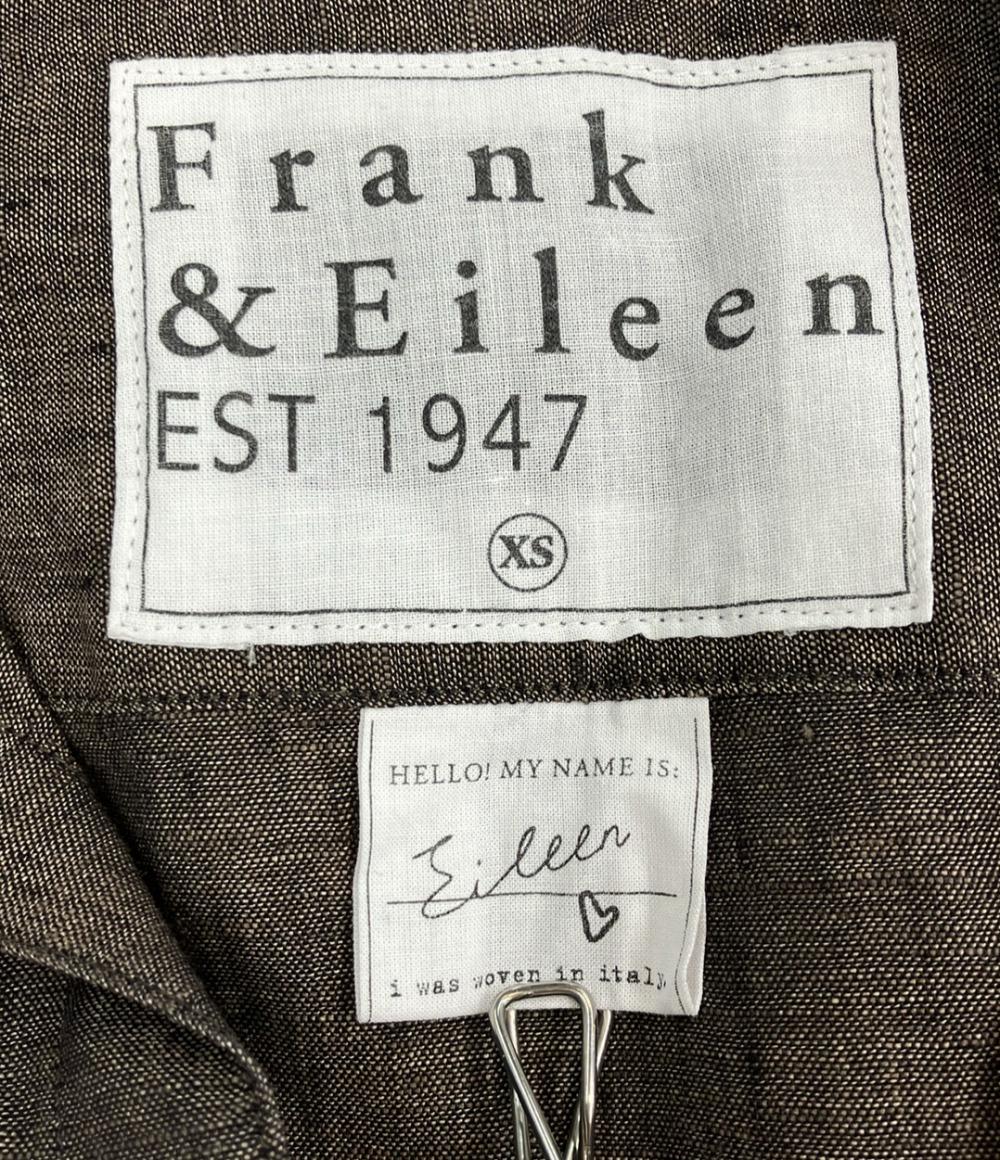 Frank
& Eileen
EST 1947
XS
HELLO! MY NAME IS:
Eileen
i was woven in italy